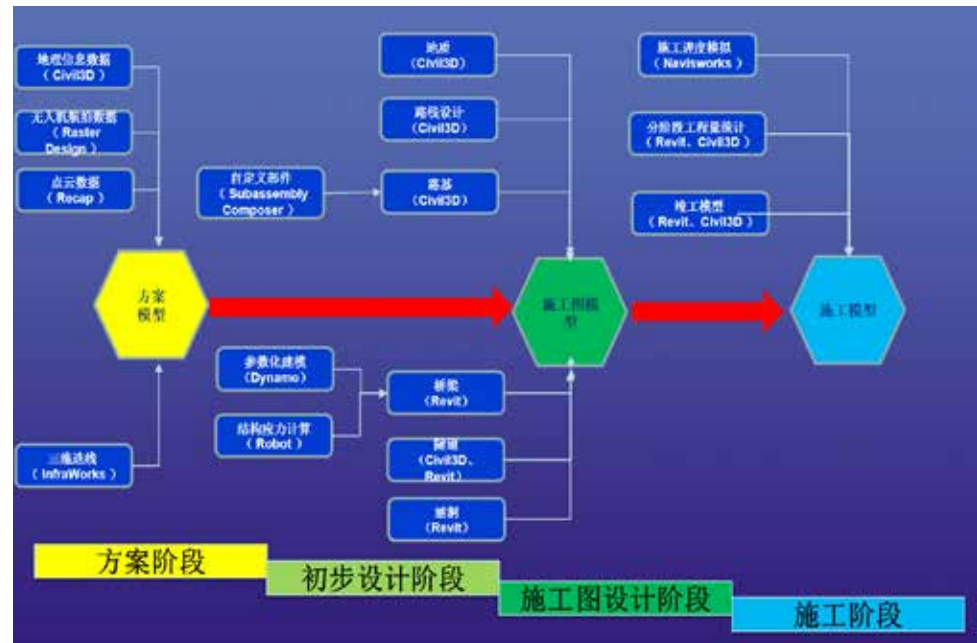 地理信息数据
（Civil3D）
无人机航拍数据
（Raster
Design）
点云数据
（Recap）
方案
模型
三维选线
（InfraWorks）
自定义部件
（Subassembly
Composer）
地质
(Civil3D)
路线设计
(Civil3D)
路基
(Civil3D)
施工图模
型
参数化建模
(Dynamo)
结构应力计算
（Robot）
桥梁
(Revit)
隧道
(Civil3D、
Revit)
(Revit)
施工进度模拟
（Navisworks）
分阶段工程量统计
（Revit、Civil3D）
竣工模型
（Revit、Civil3D）
施工模型
方案阶段
初步设计阶段
施工图设计阶段
施工阶段